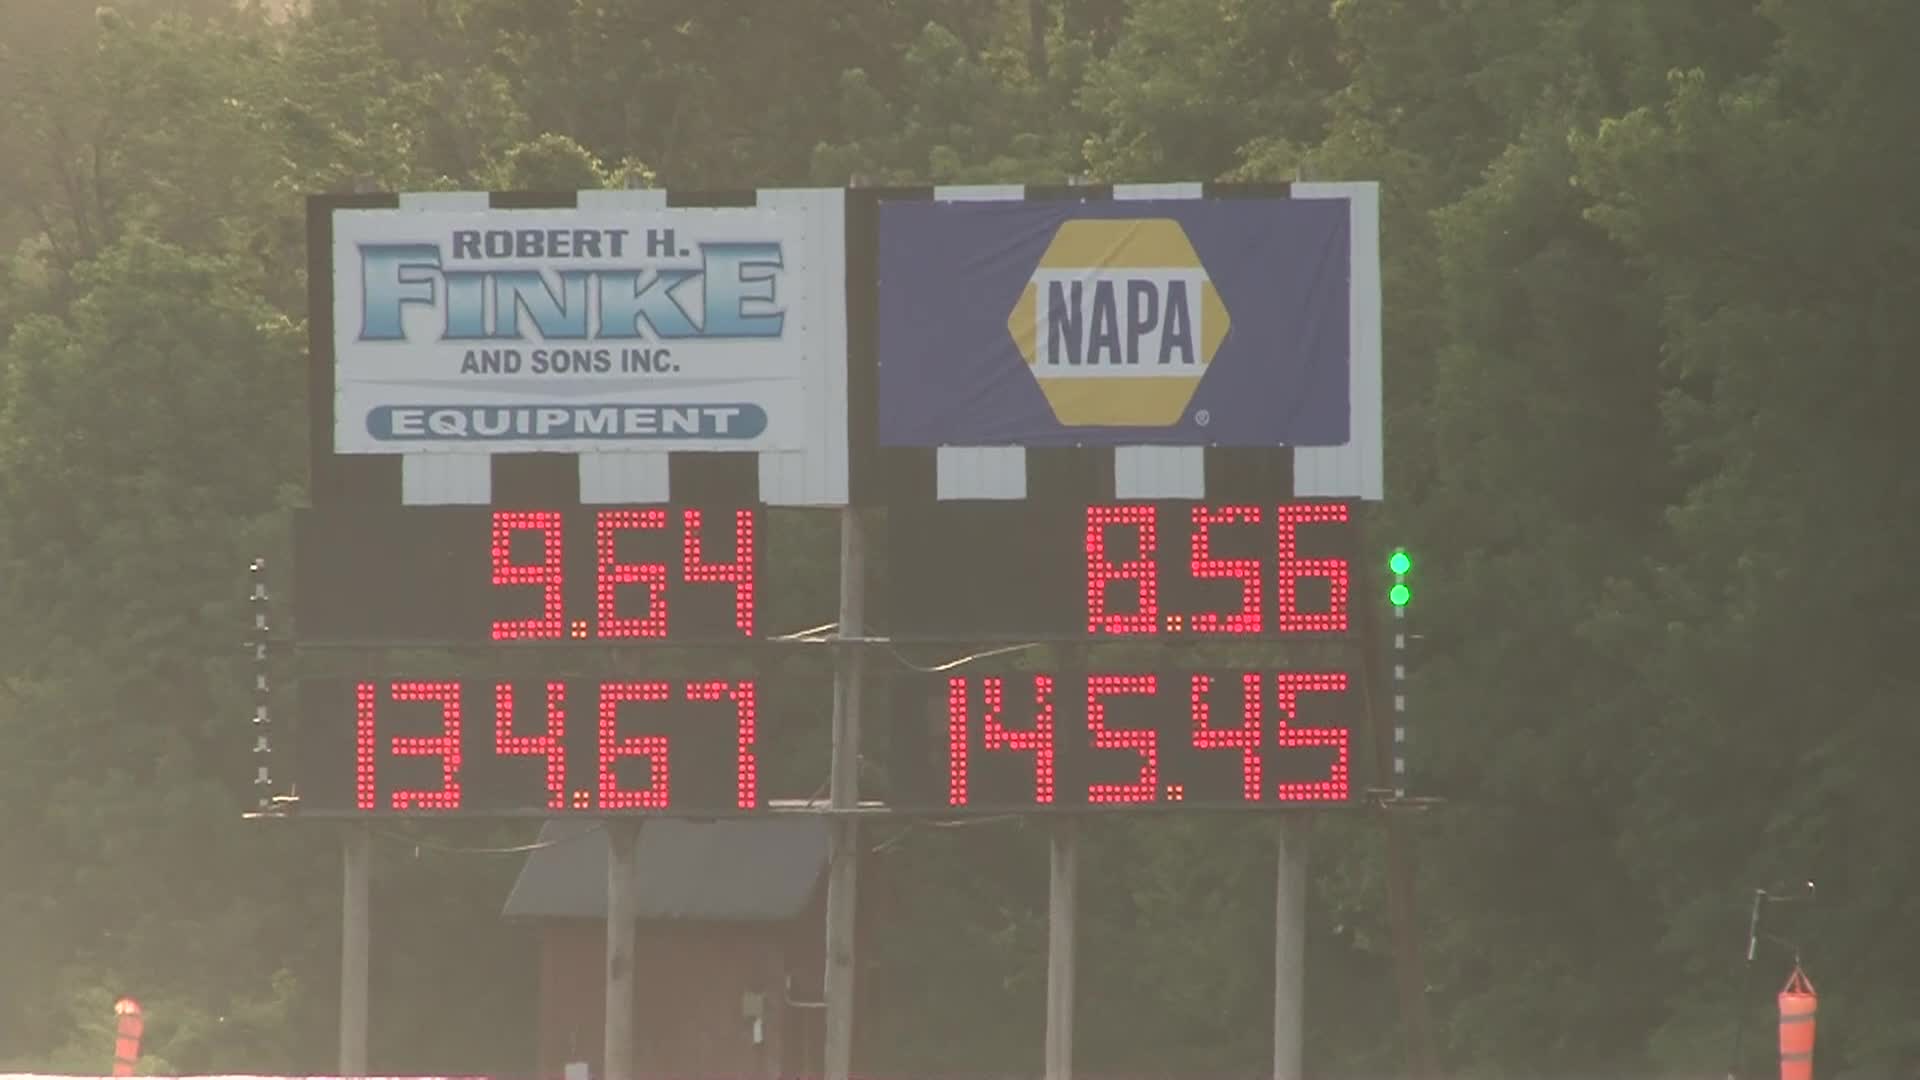 ROBERT H.
FINKE
AND SONS INC.
EQUIPMENT
NAPA
®
9.64
8.56
134.67
145.45